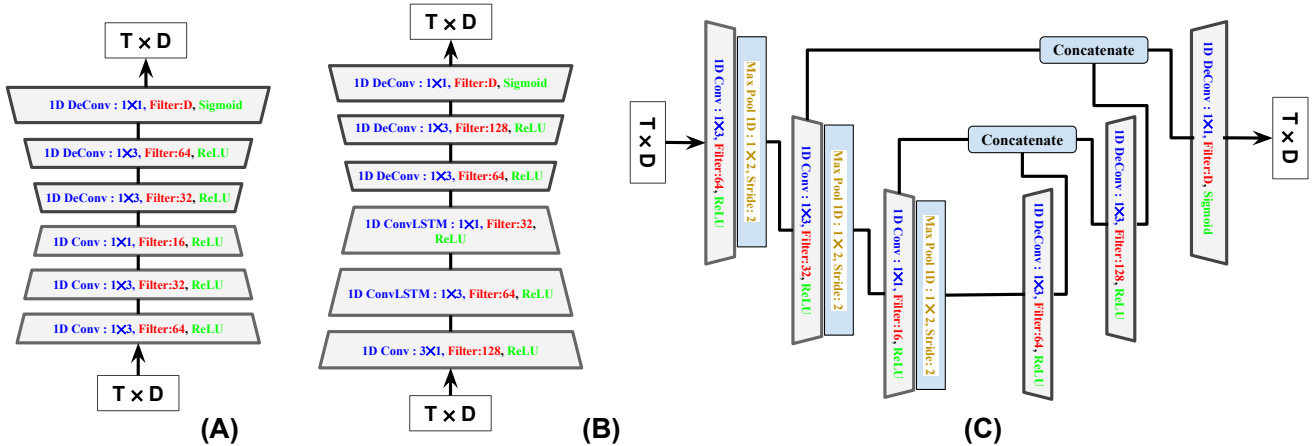 T × D
1D DeConv : 1×1, Filter:D, Sigmoid
1D DeConv : 1×3, Filter:64, ReLU
1D DeConv : 1×3, Filter:32, ReLU
1D Conv : 1×1, Filter:16, ReLU
1D Conv : 1×3, Filter:32, ReLU
1D Conv : 1×3, Filter:64, ReLU
T × D
(A)
T × D
1D DeConv : 1×1, Filter:D, Sigmoid
1D DeConv : 1×3, Filter:128, ReLU
1D DeConv : 1×3, Filter:64, ReLU
1D ConvLSTM : 1×1, Filter:32,
ReLU
1D ConvLSTM : 1×3, Filter:64, ReLU
1D Conv : 3×1, Filter:128, ReLU
T × D
(B)
T × D
1D Conv : 1×3, Filter:64, ReLU
Max Pool 1D : 1 × 2, Stride: 2
1D Conv : 1×3, Filter:32, ReLU
Max Pool 1D : 1 × 2, Stride: 2
1D Conv : 1×1, Filter:16, ReLU
Max Pool 1D : 1 × 2, Stride: 2
Concatenate
1D DeConv : 1×3, Filter:64, ReLU
Concatenate
1D DeConv : 1×3, Filter:128, ReLU
1D DeConv : 1×1, Filter:D, Sigmoid
T × D
(C)